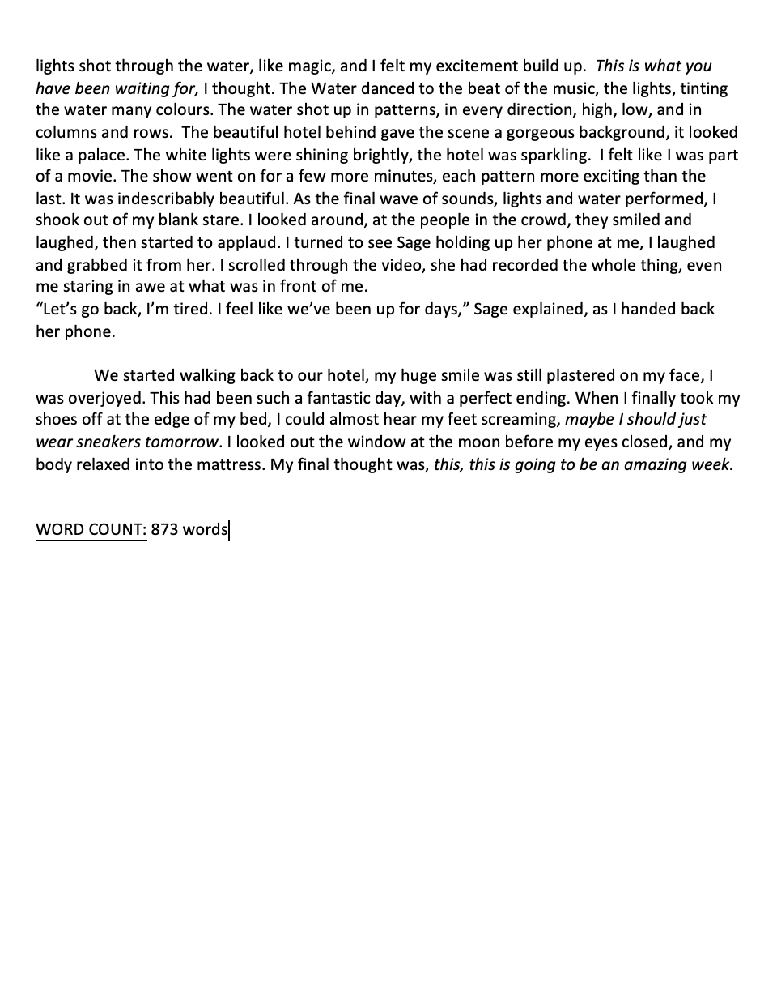 lights shot through the water, like magic, and I felt my excitement build up.  This is what you
have been waiting for, I thought. The Water danced to the beat of the music, the lights, tinting
the water many colours. The water shot up in patterns, in every direction, high, low, and in
columns and rows.  The beautiful hotel behind gave the scene a gorgeous background, it looked
like a palace. The white lights were shining brightly, the hotel was sparkling.  I felt like I was part
of a movie. The show went on for a few more minutes, each pattern more exciting than the
last. It was indescribably beautiful. As the final wave of sounds, lights and water performed, I
shook out of my blank stare. I looked around, at the people in the crowd, they smiled and
laughed, then started to applaud. I turned to see Sage holding up her phone at me, I laughed
and grabbed it from her. I scrolled through the video, she had recorded the whole thing, even
me staring in awe at what was in front of me.
“Let’s go back, I’m tired. I feel like we’ve been up for days,” Sage explained, as I handed back
her phone.
We started walking back to our hotel, my huge smile was still plastered on my face, I
was overjoyed. This had been such a fantastic day, with a perfect ending. When I finally took my
shoes off at the edge of my bed, I could almost hear my feet screaming, maybe I should just
wear sneakers tomorrow. I looked out the window at the moon before my eyes closed, and my
body relaxed into the mattress. My final thought was, this, this is going to be an amazing week.
WORD COUNT: 873 words